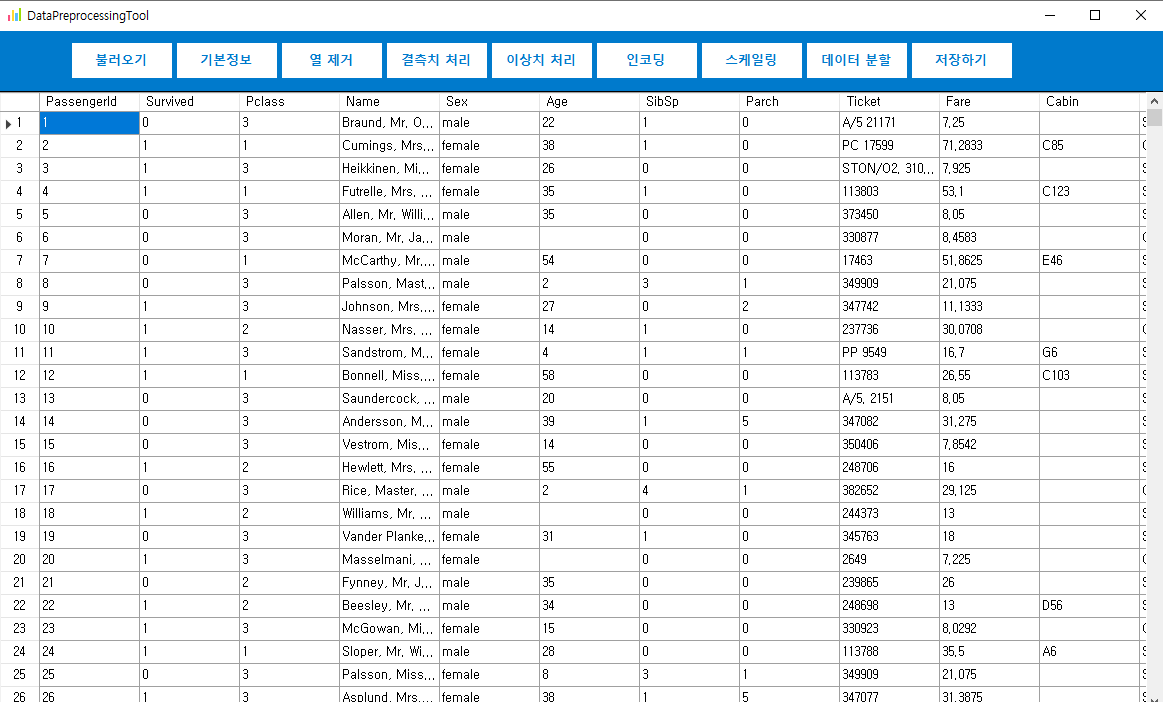 DataPreprocessingTool
불러오기 기본정보 열 제거 결측치 처리 이상치 처리 인코딩 스케일링 데이터 분할 저장하기
PassengerId Survived Pclass Name Sex Age SibSp Parch Ticket Fare Cabin
1 1 0 3 Braund, Mr. O... male 22 1 0 A/5 21171 7.25 S
2 2 1 1 Cumings, Mrs... female 38 1 0 PC 17599 71.2833 C85 C
3 3 1 3 Heikkinen, Mi... female 26 0 0 STON/O2. 310... 7.925 S
4 4 1 1 Futrelle, Mrs. ... female 35 1 0 113803 53.1 C123 S
5 5 0 3 Allen, Mr. Willi... male 35 0 0 373450 8.05 S
6 6 0 3 Moran, Mr. Ja... male 0 0 330877 8.4583
7 7 0 1 McCarthy, Mr.... male 54 0 0 17463 51.8625 E46 S
8 8 0 3 Palsson, Mast... male 2 3 1 349909 21.075 S
9 9 1 3 Johnson, Mrs.... female 27 0 2 347742 11.1333 S
10 10 1 2 Nasser, Mrs. ... female 14 1 0 237736 30.0708 C
11 11 1 3 Sandstrom, M... female 4 1 1 PP 9549 16.7 G6 S
12 12 1 1 Bonnell, Miss.... female 58 0 0 113783 26.55 C103 S
13 13 0 3 Saundercock, ... male 20 0 0 A/5. 2151 8.05 S
14 14 0 3 Andersson, M... male 39 1 5 347082 31.275 S
15 15 0 3 Vestrom, Mis... female 14 0 0 350406 7.8542 S
16 16 1 2 Hewlett, Mrs. ... female 55 0 0 248706 16 S
17 17 0 3 Rice, Master. ... male 2 4 1 382652 29.125
18 18 1 2 Williams, Mr. ... male 0 0 244373 13 S
19 19 0 3 Vander Planke... female 31 1 0 345763 18 S
20 20 1 3 Masselmani, ... female 0 0 2649 7.225 C
21 21 0 2 Fynney, Mr. J... male 35 0 0 239865 26 S
22 22 1 2 Beesley, Mr. ... male 34 0 0 248698 13 D56 S
23 23 1 3 McGowan, Mi... female 15 0 0 330923 8.0292
24 24 1 1 Sloper, Mr. Wi... male 28 0 0 113788 35.5 A6 S
25 25 0 3 Palsson, Miss... female 8 3 1 349909 21.075 S
26 26 1 3 Asplund, Mrs... female 38 1 5 347077 31.3875 S